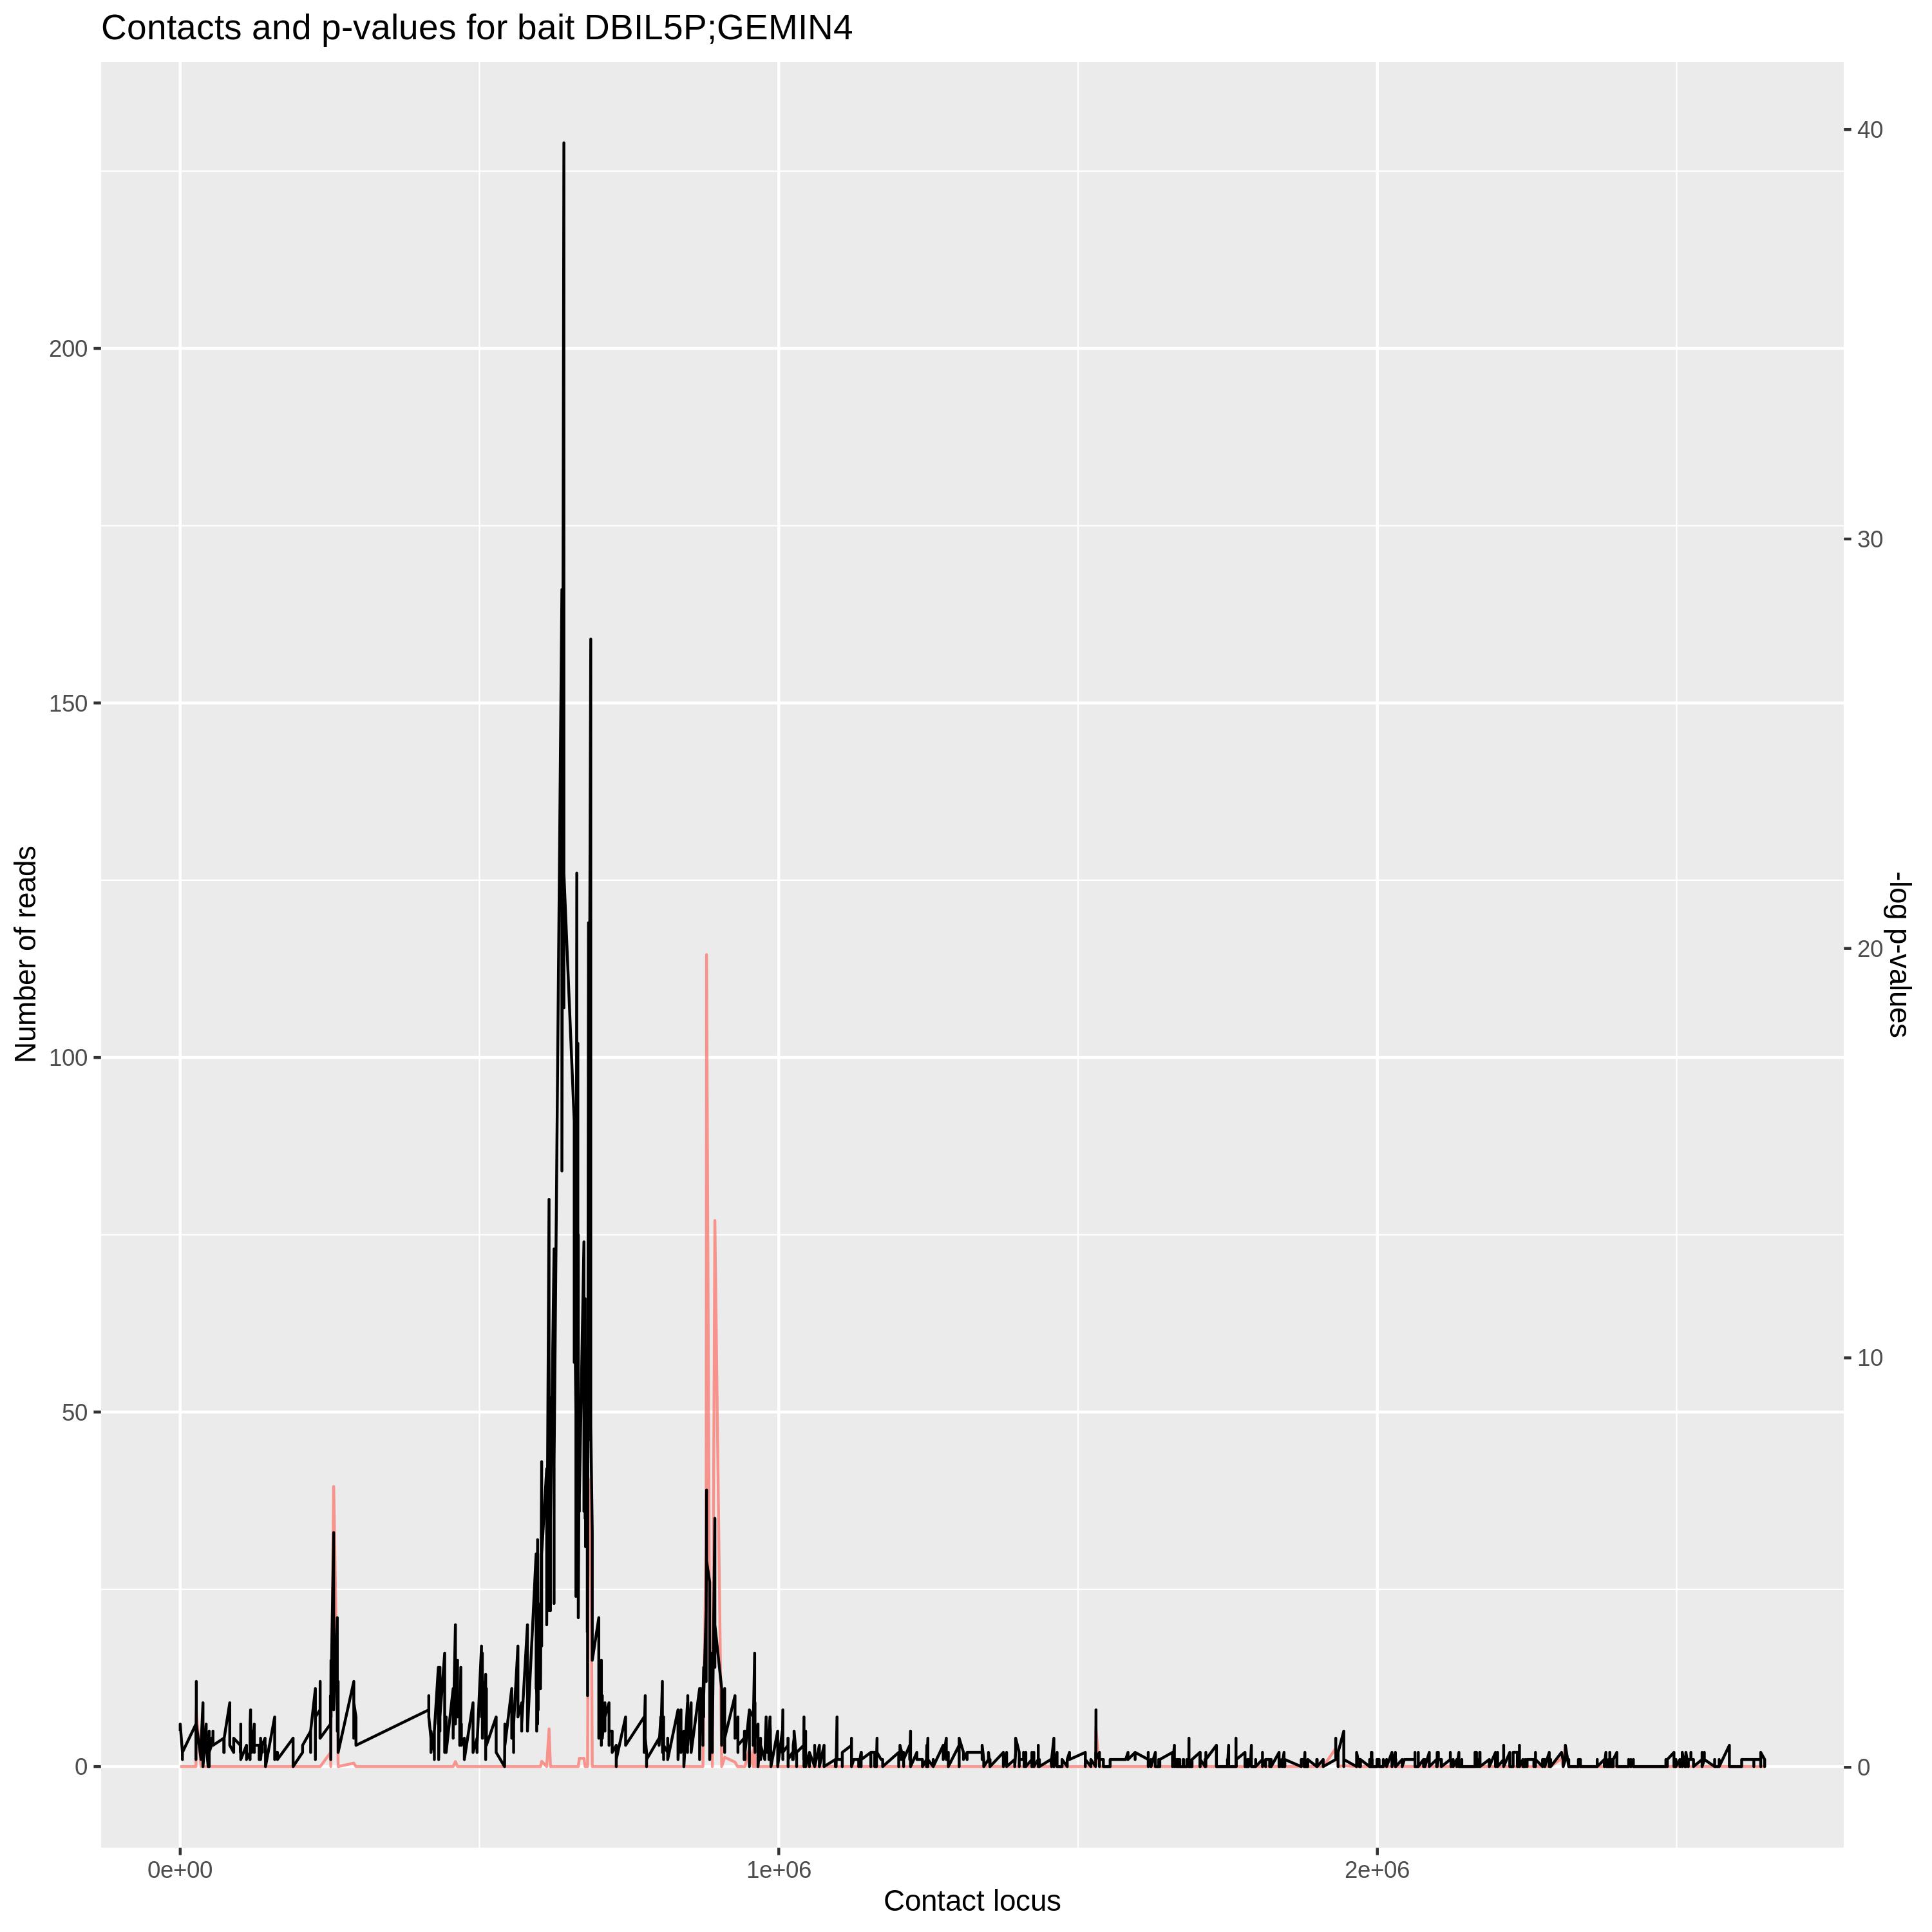 Contacts and p-values for bait DBIL5P;GEMIN4
Number of reads
200
150
100
50
0
40
30
20
10
0
-log p-values
0e+00
1e+06
2e+06
Contact locus